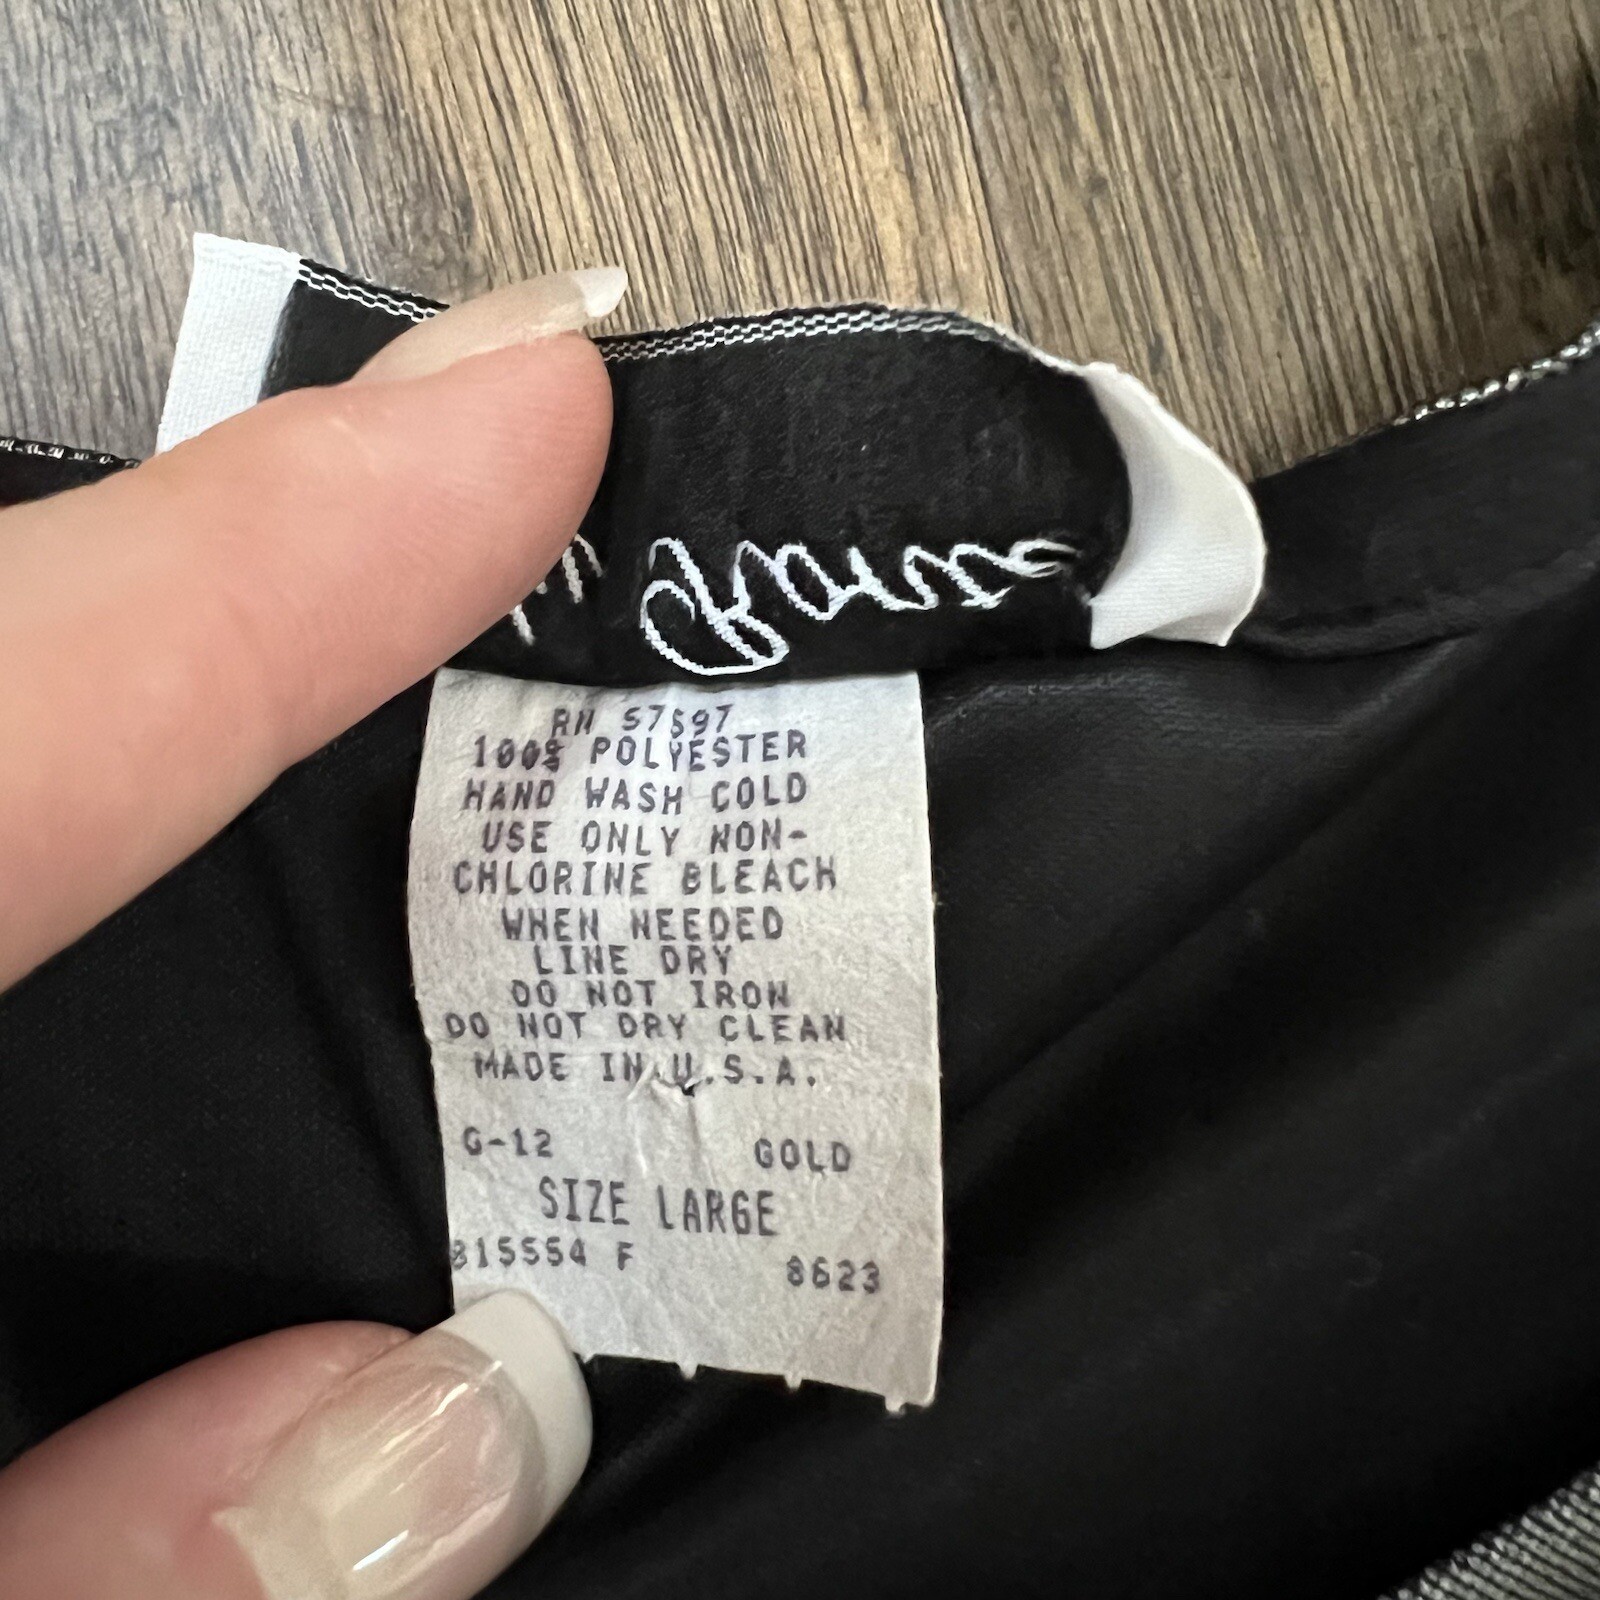 RN 57597
100% POLYESTER
HAND WASH COLD
USE ONLY NON-
CHLORINE BLEACH
WHEN NEEDED
LINE DRY
DO NOT IRON
DO NOT DRY CLEAN
MADE IN U.S.A.
G-12 GOLD
SIZE LARGE
815554 F 8623